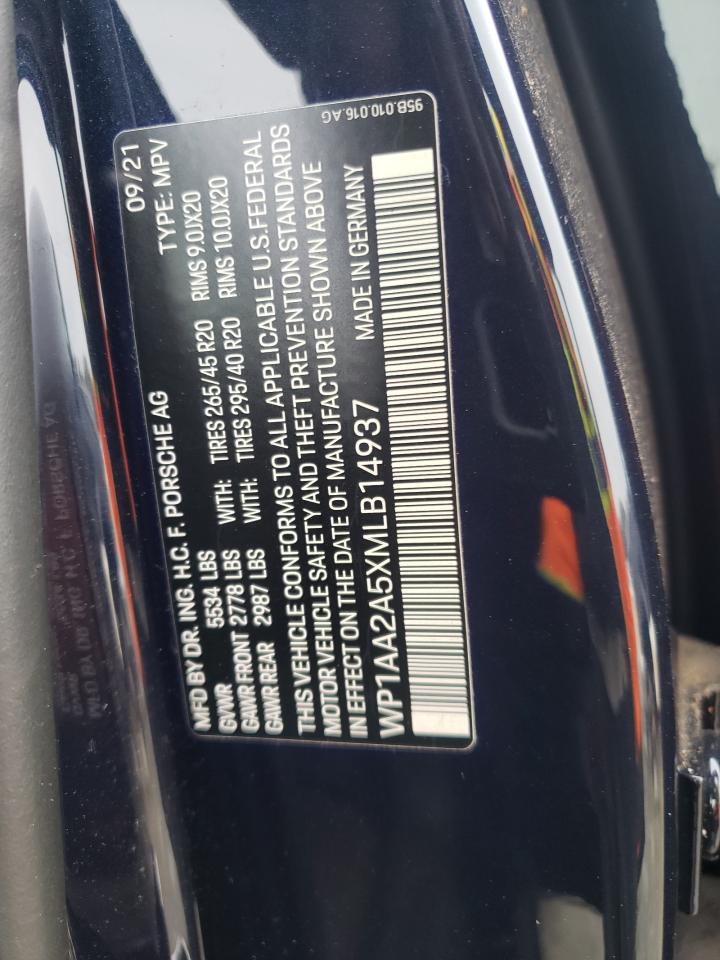 09/21
MFD BY DR. ING. H.C. F. PORSCHE AG TYPE: MPV
GVWR 5534 LBS
GAWR FRONT 2778 LBS WITH: TIRES 265/45 R20 RIMS 9.0JX20
GAWR REAR 2987 LBS WITH: TIRES 295/40 R20 RIMS 10.0JX20
THIS VEHICLE CONFORMS TO ALL APPLICABLE U.S. FEDERAL
MOTOR VEHICLE SAFETY AND THEFT PREVENTION STANDARDS
IN EFFECT ON THE DATE OF MANUFACTURE SHOWN ABOVE
WP1AA2A5XMLB14937 MADE IN GERMANY
95B.010.016.AG